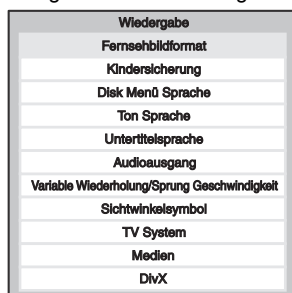 Wiedergabe
Fernsehbildformat
Kindersicherung
Disk Menü Sprache
Ton Sprache
Untertitelsprache
Audioausgang
Variable Wiederholung/Sprung Geschwindigkeit
Sichtwinkelsymbol
TV System
Medien
DivX